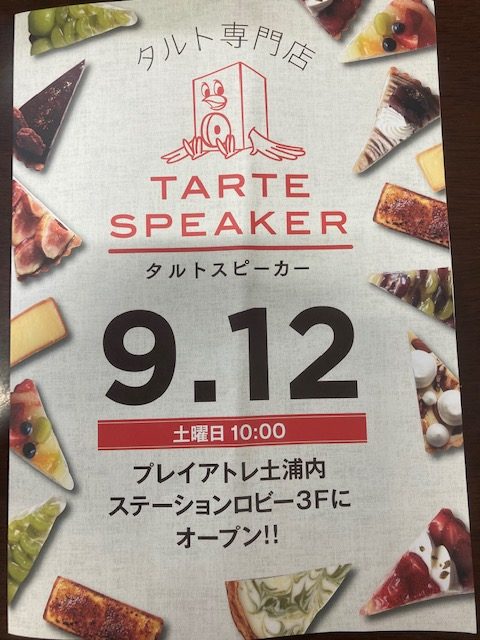 タルト専門店
TARTE
SPEAKER
タルトスピーカー
9.12
土曜日 10:00
プレイアトレ土浦内
ステーションロビー3Fに
オープン!!